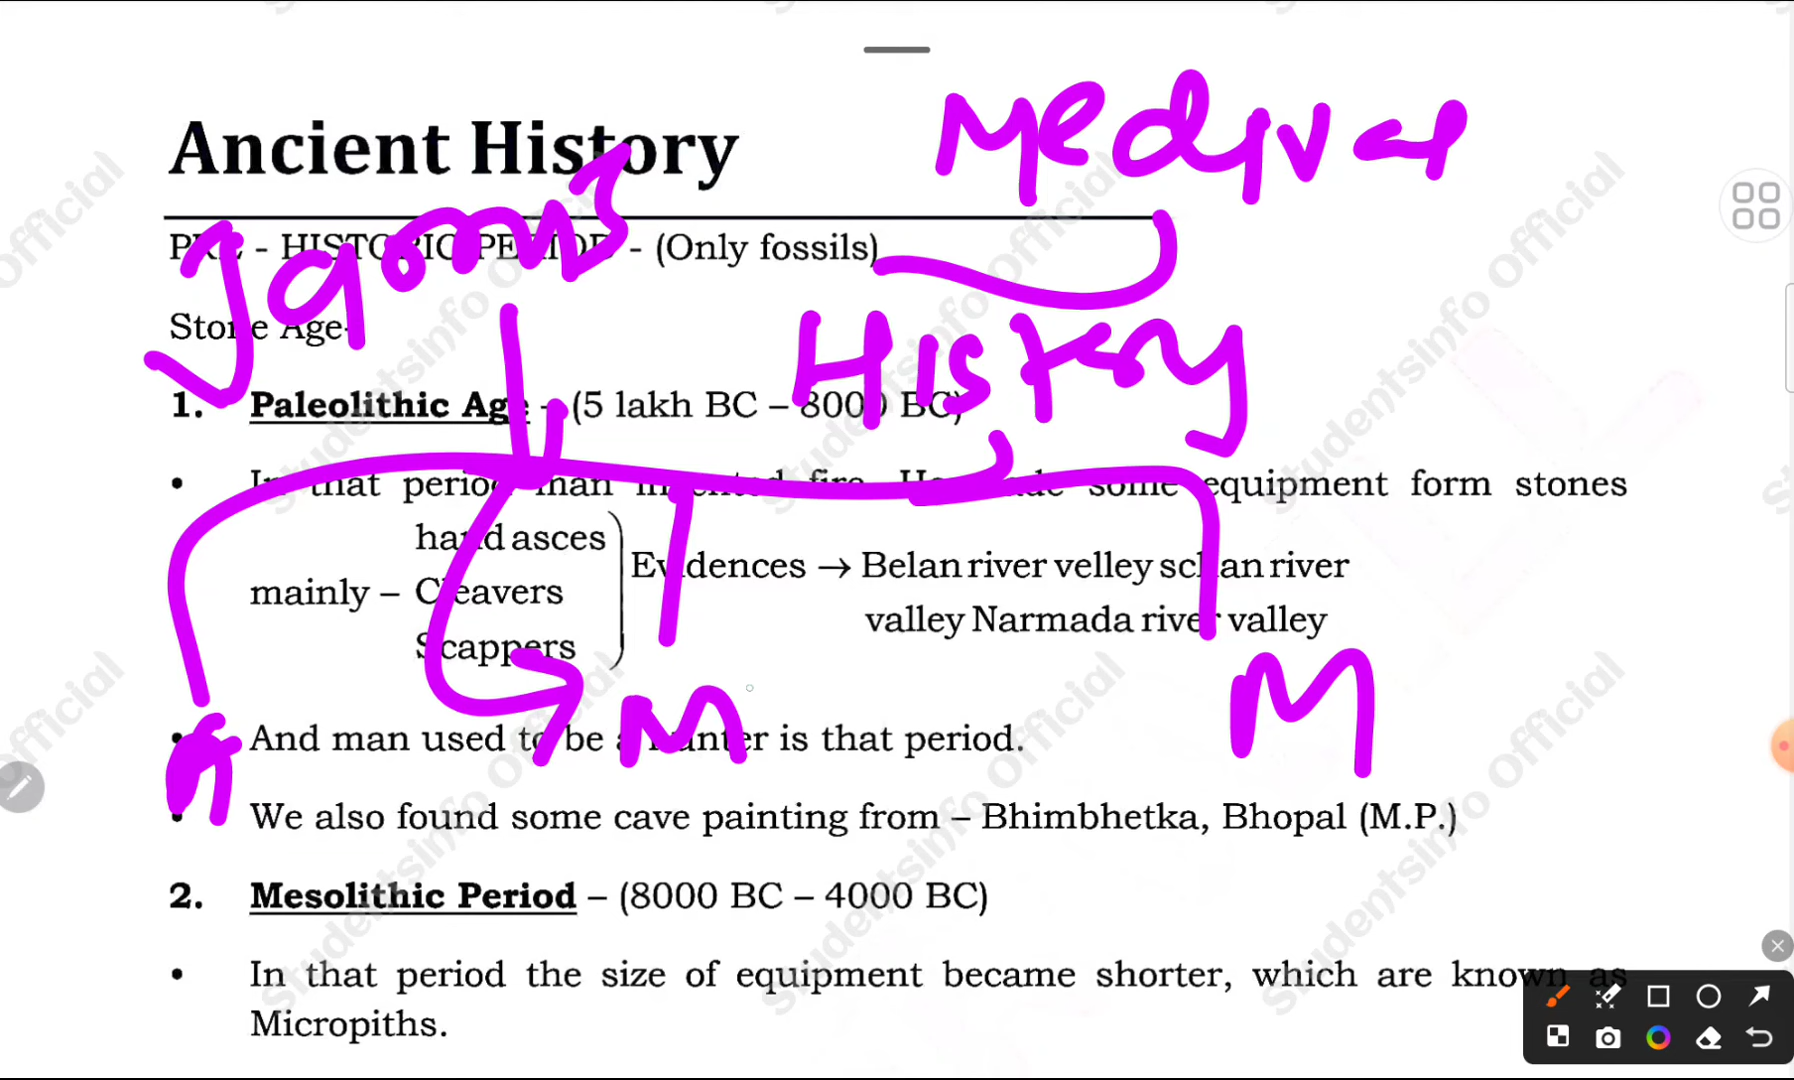 Medival
Ancient History
PRE - HISTORIC PERIOD - (Only fossils)
Stone Age-
History
1. Paleolithic Age - (5 lakh BC – 8000 BC)
• In that period man invented fire. He made some equipment form stones
hand asces
mainly – Cleavers
Scappers
Evidences → Belan river velley sc an river
valley Narmada river valley
M
M
• And man used to be a hunter is that period.
• We also found some cave painting from – Bhimbhetka, Bhopal (M.P.)
2. Mesolithic Period – (8000 BC – 4000 BC)
• In that period the size of equipment became shorter, which are known as
Micropiths.
Studentsinfo Official